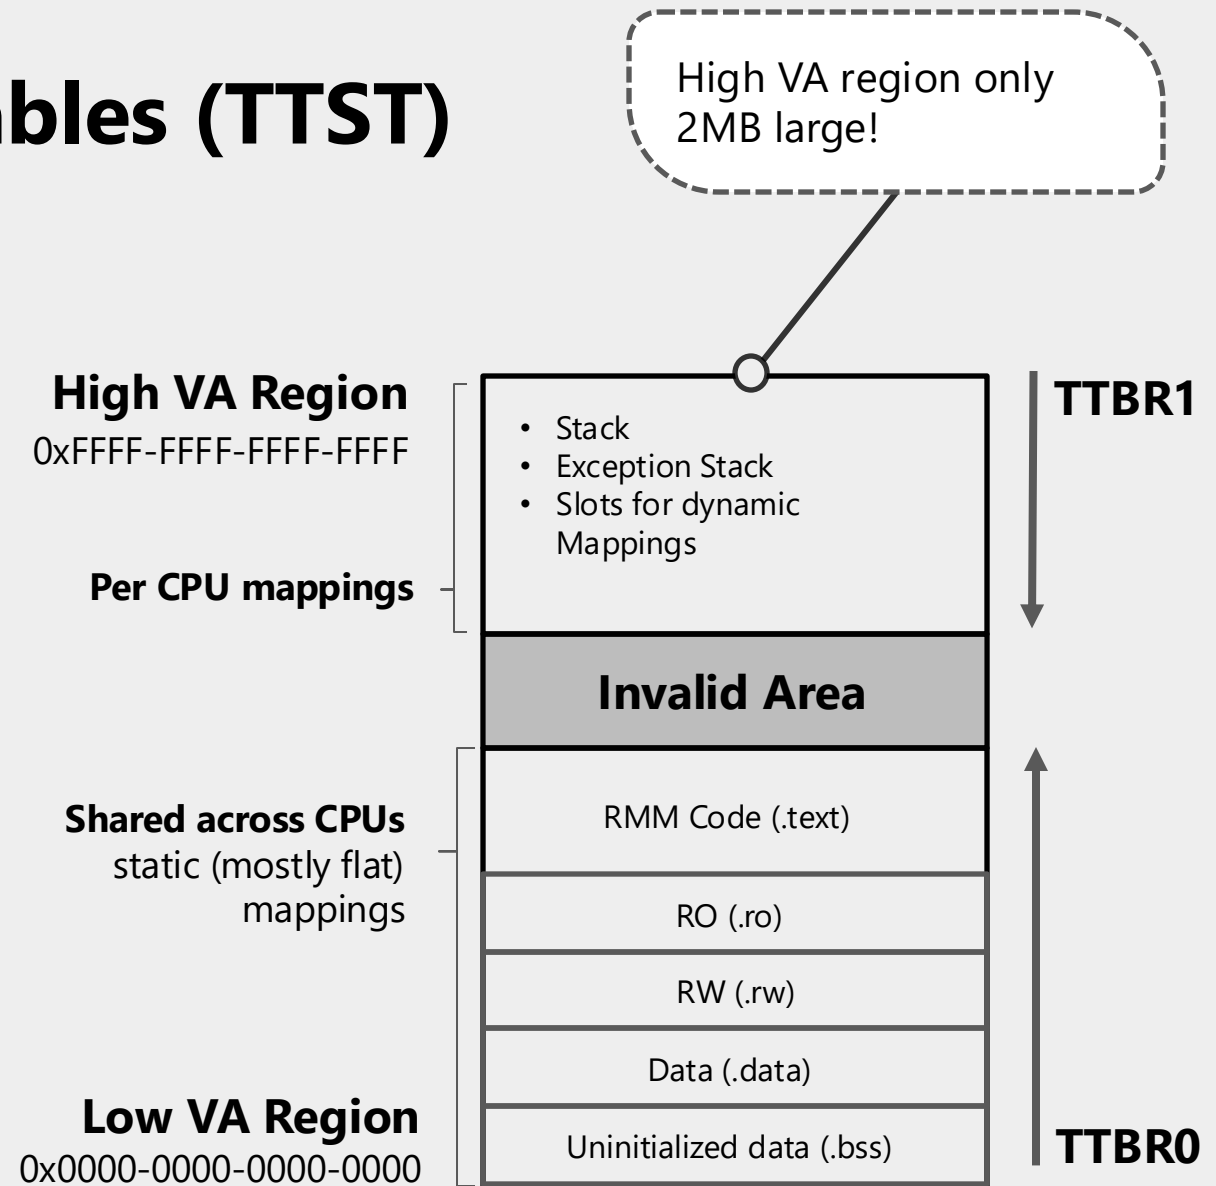 ables (TTST)
High VA region only
2MB large!
High VA Region
0xFFFF-FFFF-FFFF-FFFF
TTBR1
• Stack
• Exception Stack
• Slots for dynamic
Mappings
Per CPU mappings
Invalid Area
Shared across CPUs
static (mostly flat)
mappings
RMM Code (.text)
RO (.ro)
RW (.rw)
Data (.data)
Low VA Region
0x0000-0000-0000-0000
Uninitialized data (.bss)
TTBR0